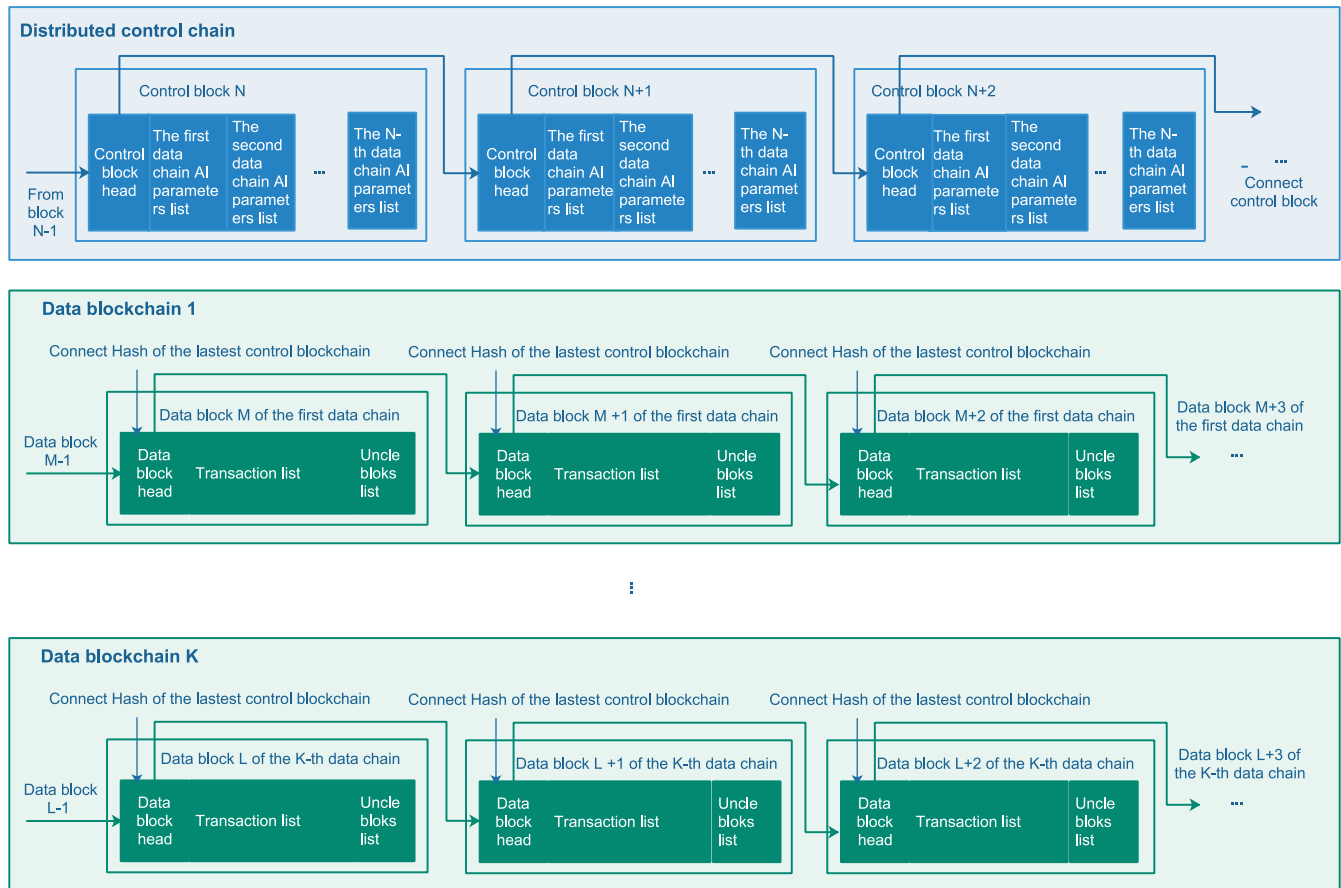 Distributed control chain
Control block N
Control
block
head
The first
data
chain AI
paramete
rs list
The
second
data
chain AI
paramet
ers list
...
The N-
th data
chain AI
paramet
ers list
From
block
N-1
Control block N+1
Control
block
head
The first
data
chain AI
paramete
rs list
The
second
data
chain AI
paramete
rs list
...
The N-
th data
chain AI
paramet
ers list
Control block N+2
Control
block
head
The first
data
chain AI
paramete
rs list
The
second
data
chain AI
paramete
rs list
...
The N-
th data
chain AI
paramet
ers list
...
Connect
control block
Data blockchain 1
Connect Hash of the lastest control blockchain
Connect Hash of the lastest control blockchain
Connect Hash of the lastest control blockchain
Data block
M-1
Data block M of the first data chain
Data
block
head
Transaction list
Uncle
bloks
list
Data block M +1 of the first data chain
Data
block
head
Transaction list
Uncle
bloks
list
Data block M+2 of the first data chain
Data
block
head
Transaction list
Uncle
bloks
list
Data block M+3 of
the first data chain
...
...
Data blockchain K
Connect Hash of the lastest control blockchain
Connect Hash of the lastest control blockchain
Connect Hash of the lastest control blockchain
Data block
L-1
Data block L of the K-th data chain
Data
block
head
Transaction list
Uncle
bloks
list
Data block L +1 of the K-th data chain
Data
block
head
Transaction list
Uncle
bloks
list
Data block L+2 of the K-th data chain
Data
block
head
Transaction list
Uncle
bloks
list
Data block L+3 of
the K-th data chain
...